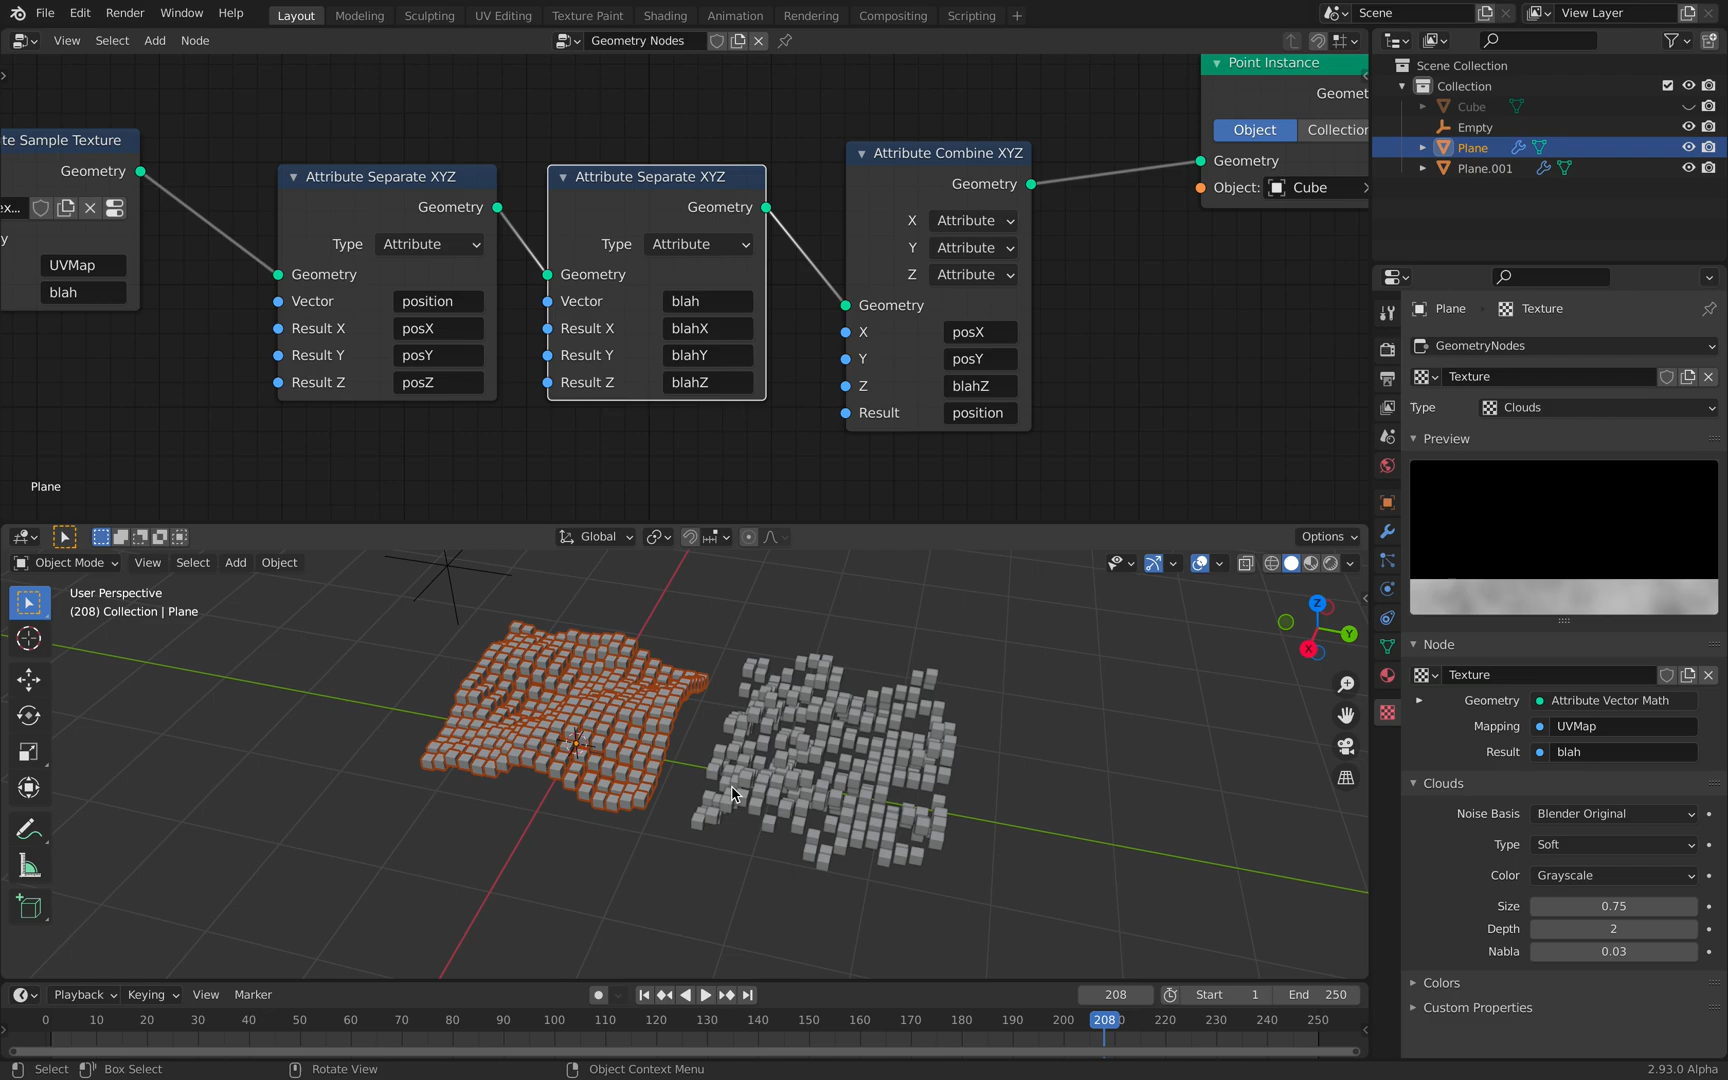 File Edit Render Window Help Layout Modeling Sculpting UV Editing Texture Paint Shading Animation Rendering Compositing Scripting + Scene View Layer
View Select Add Node Geometry Nodes
Scene Collection
Collection
Cube
Empty
Plane
Plane.001
te Sample Texture
Geometry
ex...
y
UVMap
blah
Attribute Separate XYZ
Geometry
Type Attribute
Geometry
Vector position
Result X posX
Result Y posY
Result Z posZ
Attribute Separate XYZ
Geometry
Type Attribute
Geometry
Vector blah
Result X blahX
Result Y blahY
Result Z blahZ
Attribute Combine XYZ
Geometry
X Attribute
Y Attribute
Z Attribute
Geometry
X posX
Y posY
Z blahZ
Result position
Point Instance
Geomet
Object Collection
Geometry
Object: Cube
Plane
Global Options
Object Mode View Select Add Object
User Perspective
(208) Collection | Plane
Z
Y
X
Plane Texture
GeometryNodes
Texture
Type Clouds
Preview
Node
Texture
Geometry Attribute Vector Math
Mapping UVMap
Result blah
Clouds
Noise Basis Blender Original
Type Soft
Color Grayscale
Size 0.75
Depth 2
Nabla 0.03
Colors
Custom Properties
Playback Keying View Marker 208 Start 1 End 250
0 10 20 30 40 50 60 70 80 90 100 110 120 130 140 150 160 170 180 190 200 208 220 230 240 250
Select Box Select Rotate View Object Context Menu 2.93.0 Alpha